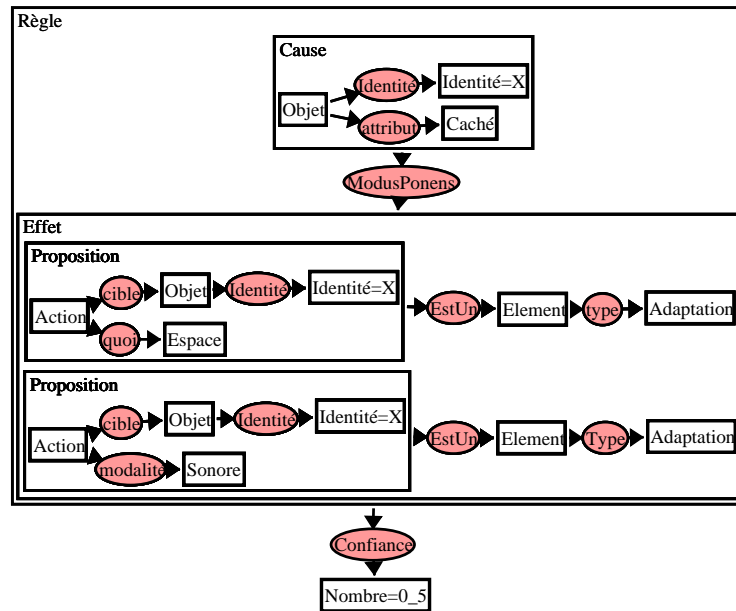 Règle
Cause
Objet
Identité
Identité=X
attribut
Caché
ModusPonens
Effet
Proposition
Action
cible
Objet
Identité
Identité=X
quoi
Espace
EstUn
Element
type
Adaptation
Proposition
Action
cible
Objet
Identité
Identité=X
modalité
Sonore
EstUn
Element
Type
Adaptation
Confiance
Nombre=0_5